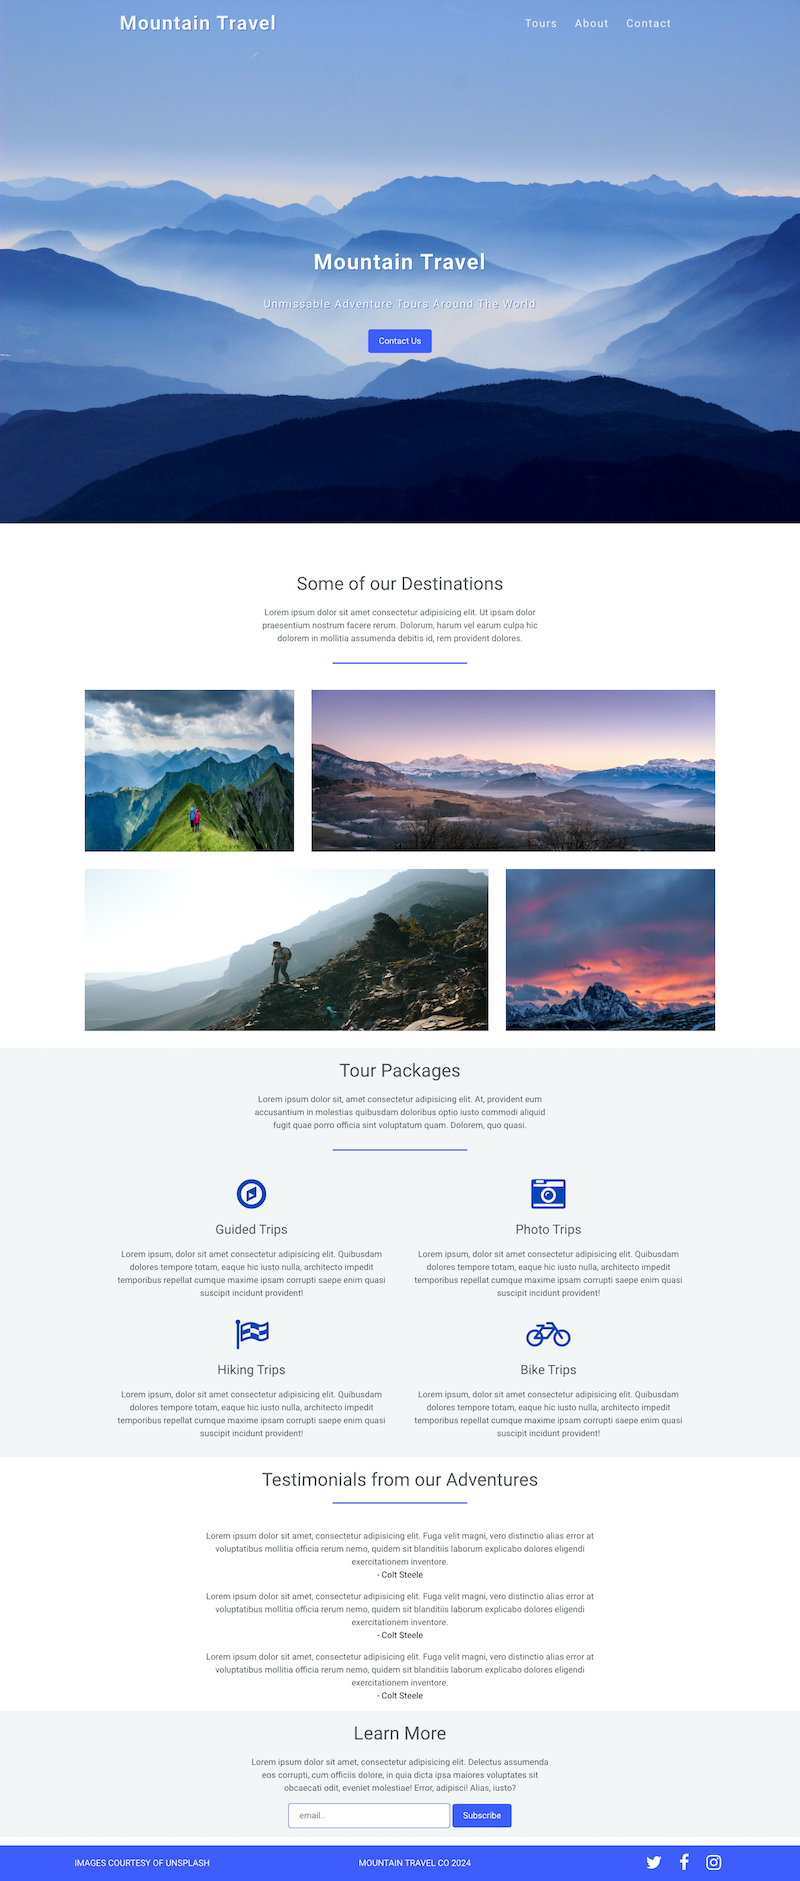 Mountain Travel
Tours About Contact
Mountain Travel
Unmissable Adventure Tours Around The World
Contact Us
Some of our Destinations
Lorem ipsum dolor sit amet consectetur adipisicing elit. Ut ipsam dolor
praesentium nostrum facere rerum. Dolorum, harum vel earum culpa hic
dolorem in mollitia assumenda debitis id, rem provident dolores.
Tour Packages
Lorem ipsum dolor sit, amet consectetur adipisicing elit. At, provident eum
accusantium in molestias quibusdam doloribus optio iusto commodi aliquid
fugit quae porro officia sint voluptatum quam. Dolorem, quo quasi.
Guided Trips
Lorem ipsum, dolor sit amet consectetur adipisicing elit. Quibusdam
dolores tempore totam, eaque hic iusto nulla, architecto impedit
temporibus repellat cumque maxime ipsam corrupti saepe enim quasi
suscipit incidunt provident!
Photo Trips
Lorem ipsum, dolor sit amet consectetur adipisicing elit. Quibusdam
dolores tempore totam, eaque hic iusto nulla, architecto impedit
temporibus repellat cumque maxime ipsam corrupti saepe enim quasi
suscipit incidunt provident!
Hiking Trips
Lorem ipsum, dolor sit amet consectetur adipisicing elit. Quibusdam
dolores tempore totam, eaque hic iusto nulla, architecto impedit
temporibus repellat cumque maxime ipsam corrupti saepe enim quasi
suscipit incidunt provident!
Bike Trips
Lorem ipsum, dolor sit amet consectetur adipisicing elit. Quibusdam
dolores tempore totam, eaque hic iusto nulla, architecto impedit
temporibus repellat cumque maxime ipsam corrupti saepe enim quasi
suscipit incidunt provident!
Testimonials from our Adventures
Lorem ipsum dolor sit amet, consectetur adipisicing elit. Fuga velit magni, vero distinctio alias error at
voluptatibus mollitia officia rerum nemo, quidem sit blanditiis laborum explicabo dolores eligendi
exercitationem inventore.
- Colt Steele
Lorem ipsum dolor sit amet, consectetur adipisicing elit. Fuga velit magni, vero distinctio alias error at
voluptatibus mollitia officia rerum nemo, quidem sit blanditiis laborum explicabo dolores eligendi
exercitationem inventore.
- Colt Steele
Lorem ipsum dolor sit amet, consectetur adipisicing elit. Fuga velit magni, vero distinctio alias error at
voluptatibus mollitia officia rerum nemo, quidem sit blanditiis laborum explicabo dolores eligendi
exercitationem inventore.
- Colt Steele
Learn More
Lorem ipsum dolor sit amet, consectetur adipisicing elit. Delectus assumenda
eos corrupti, cum officiis dolore, in quia dicta ipsa maiores voluptates sit
obcaecati odit, eveniet molestiae! Error, adipisci! Alias, iusto?
email..
Subscribe
IMAGES COURTESY OF UNSPLASH
MOUNTAIN TRAVEL CO 2024